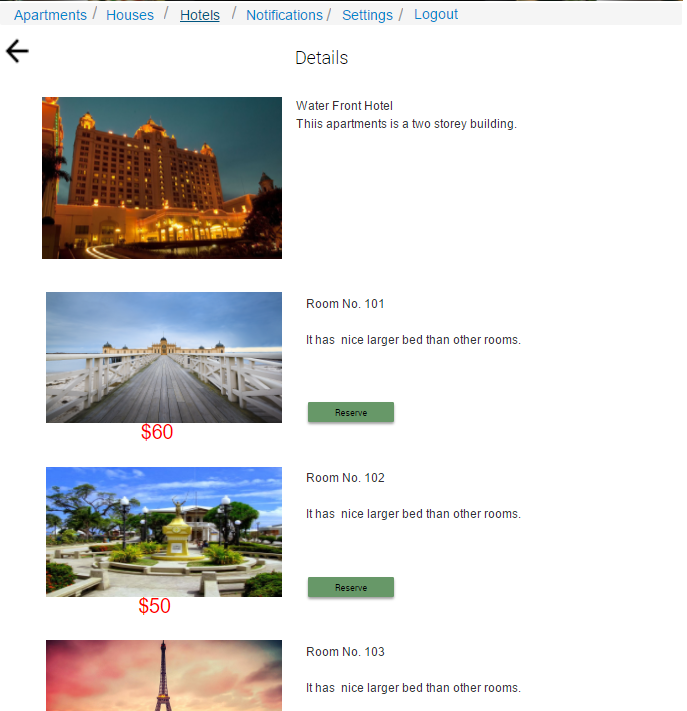 Apartments / Houses / Hotels / Notifications / Settings / Logout
Details
Water Front Hotel
Thiis apartments is a two storey building.
Room No. 101
It has  nice larger bed than other rooms.
Reserve
$60
Room No. 102
It has  nice larger bed than other rooms.
Reserve
$50
Room No. 103
It has  nice larger bed than other rooms.